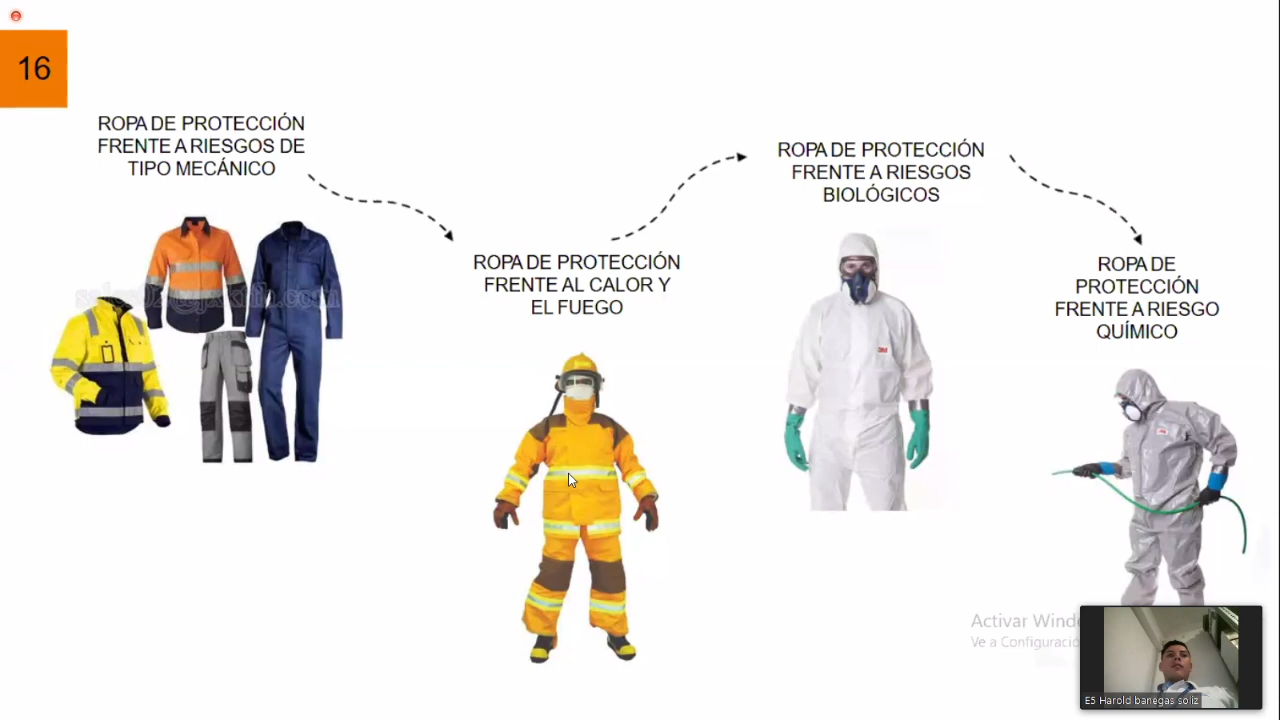 16
ROPA DE PROTECCIÓN
FRENTE A RIESGOS DE
TIPO MECÁNICO
ROPA DE PROTECCIÓN
FRENTE AL CALOR Y
EL FUEGO
ROPA DE PROTECCIÓN
FRENTE A RIESGOS
BIOLÓGICOS
ROPA DE
PROTECCIÓN
FRENTE A RIESGO
QUÍMICO
3M
Activar Wind
Ve a Configuració
E5 Harold banegas soliz